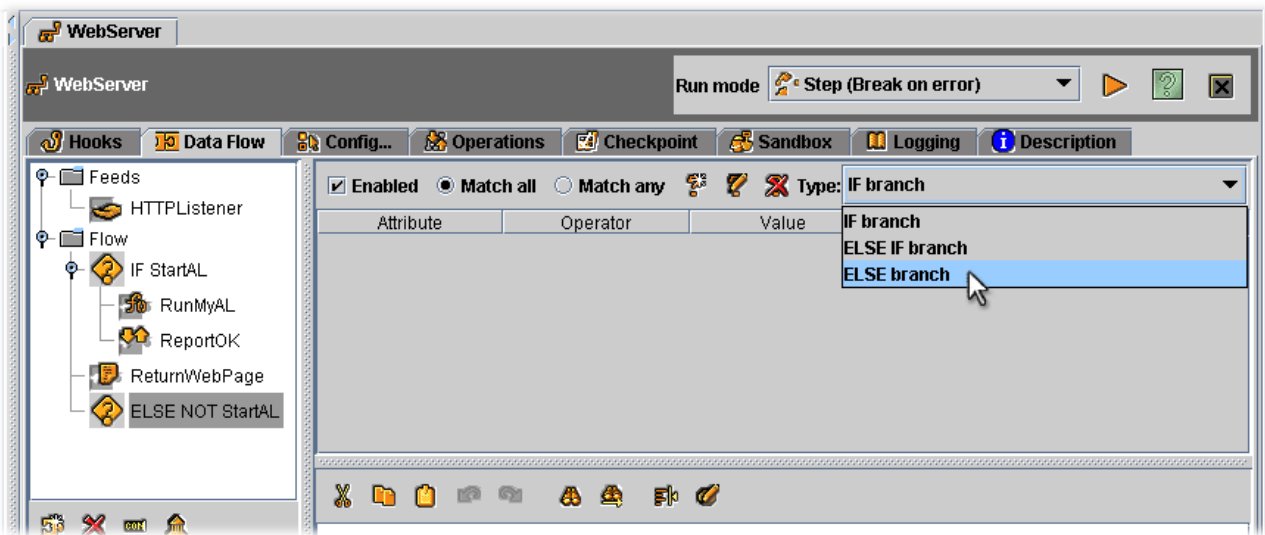 WebServer
WebServer
Run mode Step (Break on error)
Hooks Data Flow Config... Operations Checkpoint Sandbox Logging Description
Feeds
HTTPListener
Flow
IF StartAL
RunMyAL
ReportOK
ReturnWebPage
ELSE NOT StartAL
Enabled Match all Match any Type: IF branch
Attribute Operator Value
IF branch
ELSE IF branch
ELSE branch